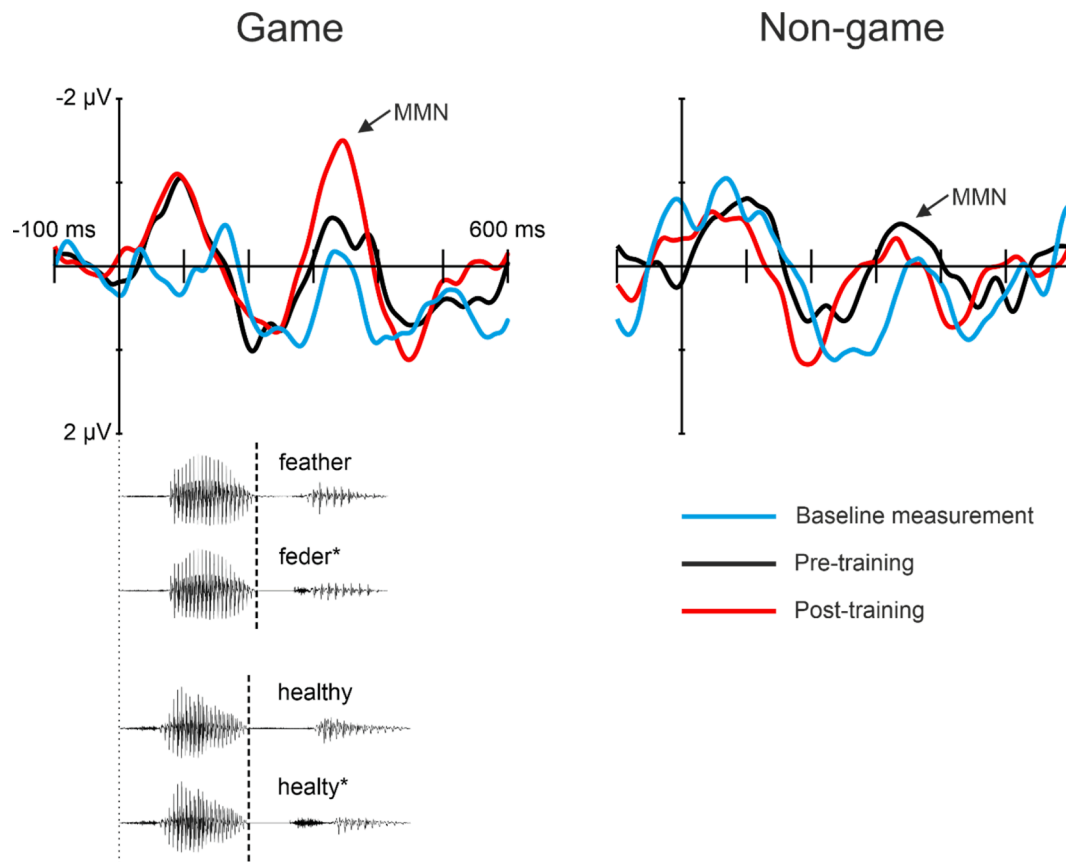 Game
Non-game
-2 µV
MMN
-100 ms
600 ms
MMN
2 µV
feather
feder*
healthy
healty*
Baseline measurement
Pre-training
Post-training